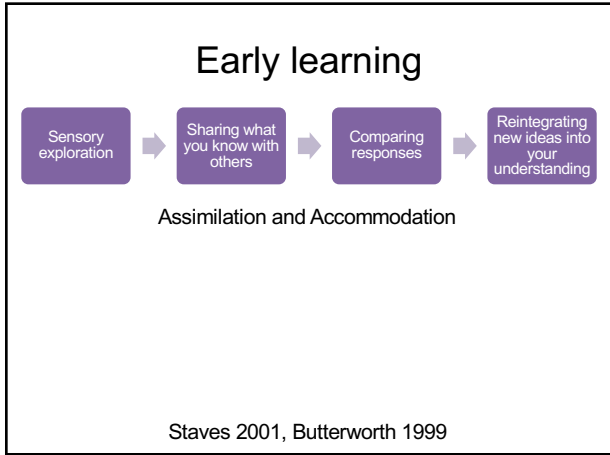 Early learning
Sensory
exploration
Sharing what
you know with
others
Comparing
responses
Reintegrating
new ideas into
your
understanding
Assimilation and Accommodation
Staves 2001, Butterworth 1999